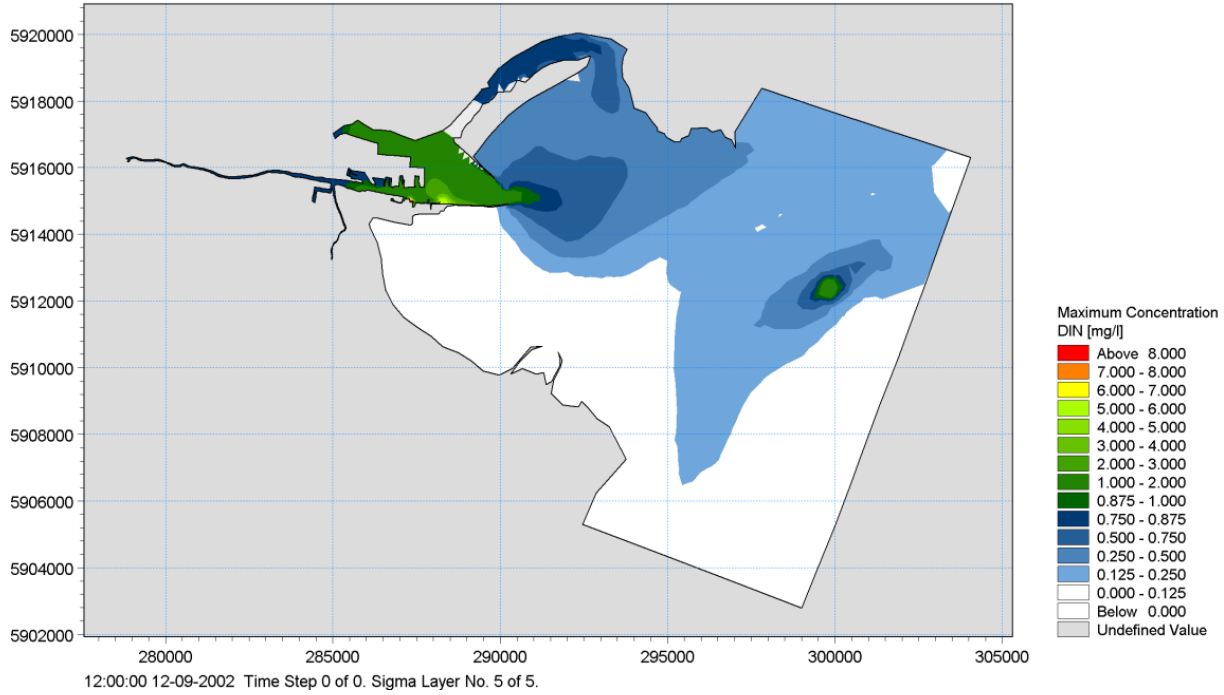 5920000
5918000
5916000
5914000
5912000
5910000
5908000
5906000
5904000
5902000
280000 285000 290000 295000 300000 305000
12:00:00 12-09-2002 Time Step 0 of 0. Sigma Layer No. 5 of 5.
Maximum Concentration
DIN [mg/l]
Above 8.000
7.000 - 8.000
6.000 - 7.000
5.000 - 6.000
4.000 - 5.000
3.000 - 4.000
2.000 - 3.000
1.000 - 2.000
0.875 - 1.000
0.750 - 0.875
0.500 - 0.750
0.250 - 0.500
0.125 - 0.250
0.000 - 0.125
Below 0.000
Undefined Value